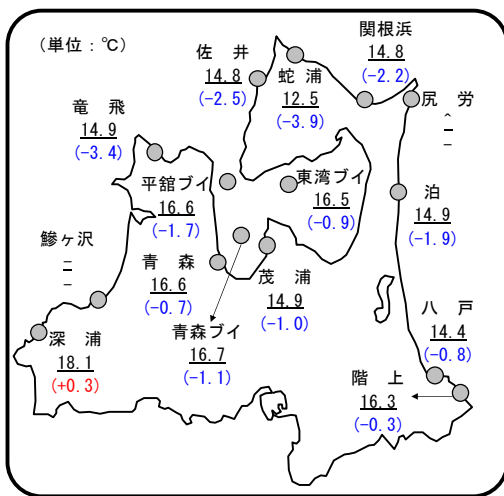 (単位：℃)
関根浜
14.8
(-2.2)
佐井
14.8
(-2.5)
蛇浦
12.5
(-3.9)
尻労
-
-
竜飛
14.9
(-3.4)
平舘ブイ
16.6
(-1.7)
東湾ブイ
16.5
(-0.9)
泊
14.9
(-1.9)
鰺ヶ沢
-
-
青森
16.6
(-0.7)
茂浦
14.9
(-1.0)
八戸
14.4
(-0.8)
深浦
18.1
(+0.3)
青森ブイ
16.7
(-1.1)
階上
16.3
(-0.3)